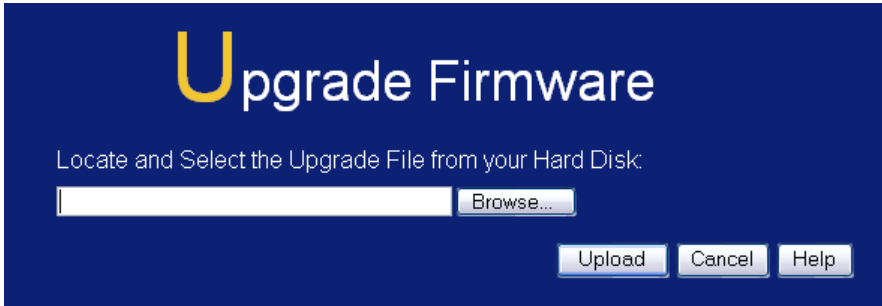 Upgrade Firmware
Locate and Select the Upgrade File from your Hard Disk:
Browse...
Upload Cancel Help